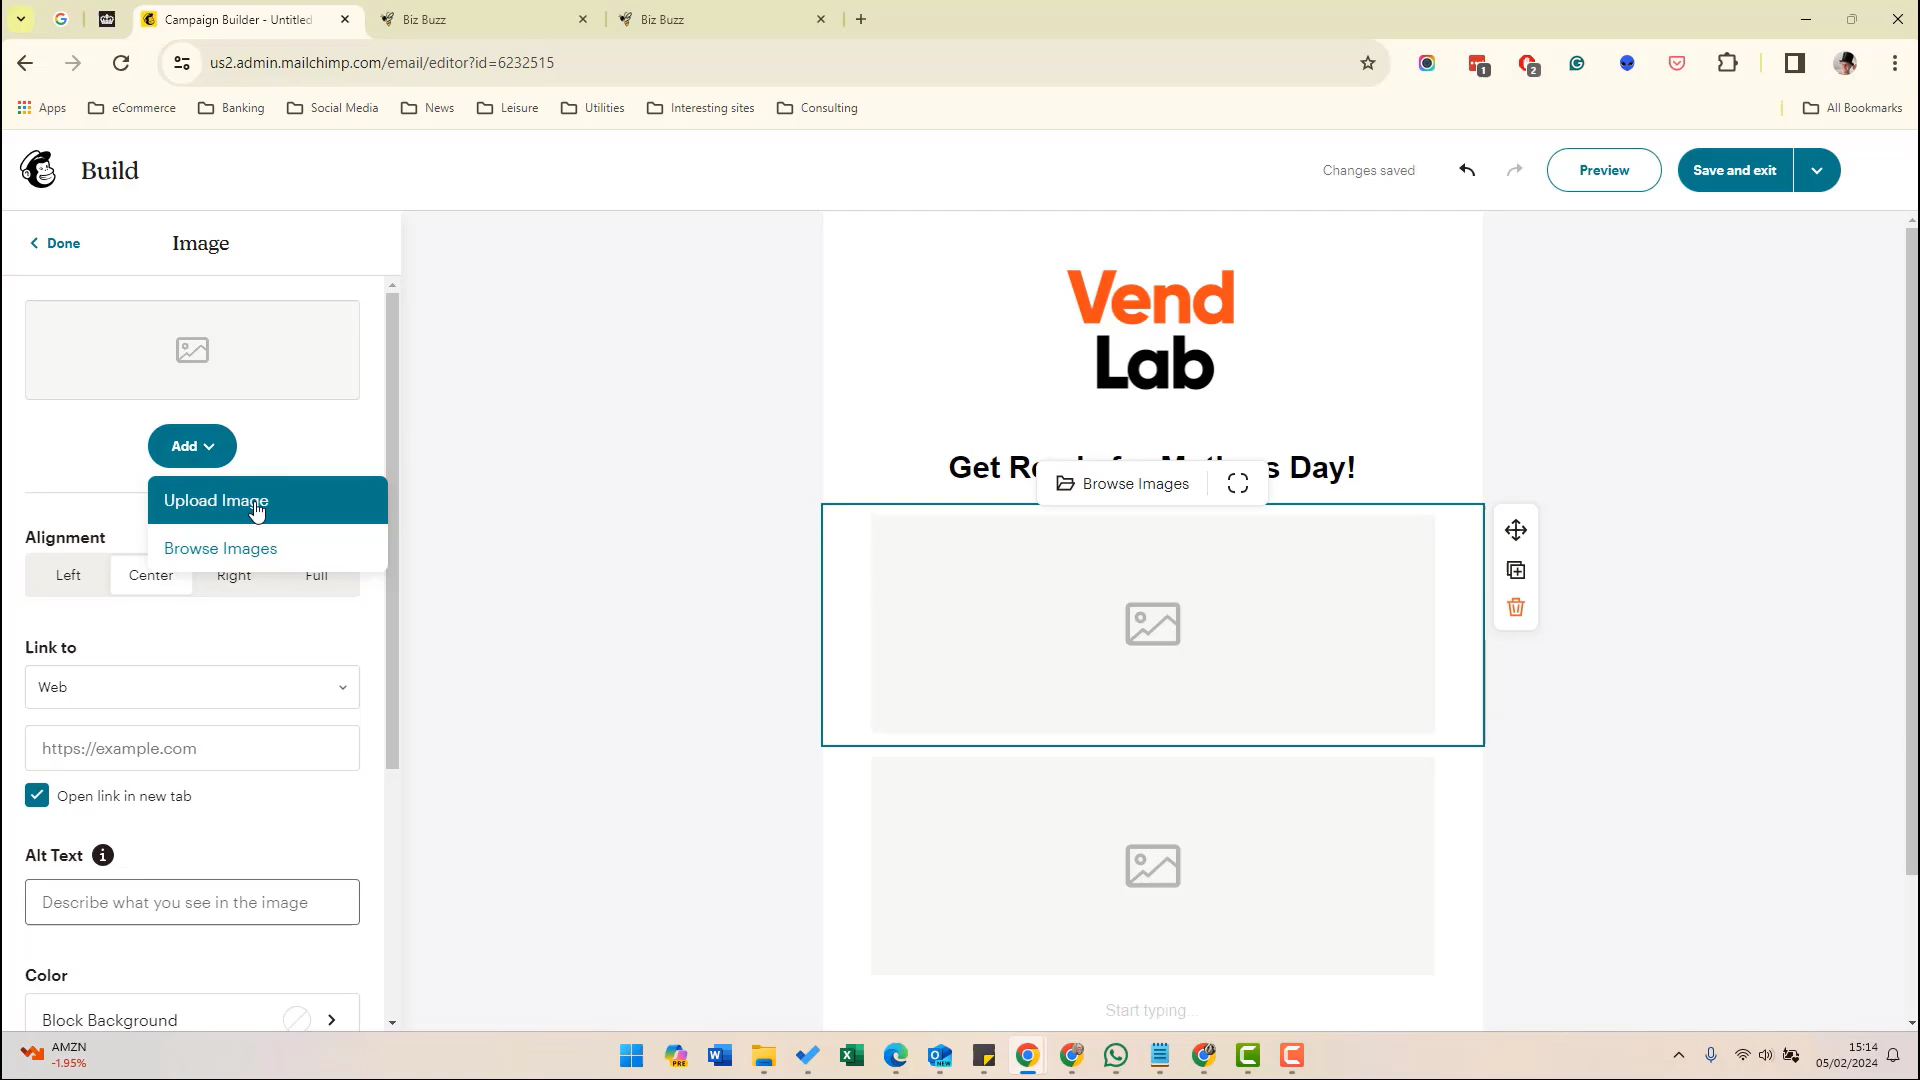 Campaign Builder - Untitled
Biz Buzz
Biz Buzz
us2.admin.mailchimp.com/email/editor?id=6232515
1
2
Apps
eCommerce
Banking
Social Media
News
Leisure
Utilities
Interesting sites
Consulting
All Bookmarks
Build
Changes saved
Preview
Save and exit
Done
Image
Add
Upload Image
Browse Images
Alignment
Left
Center
Right
Full
Link to
Web
https://example.com
Open link in new tab
Alt Text
Describe what you see in the image
Color
Block Background
Vend
Lab
Get Day!
Browse Images
Start typing...
AMZN
-1.95%
PRE
NEW
15:14
05/02/2024